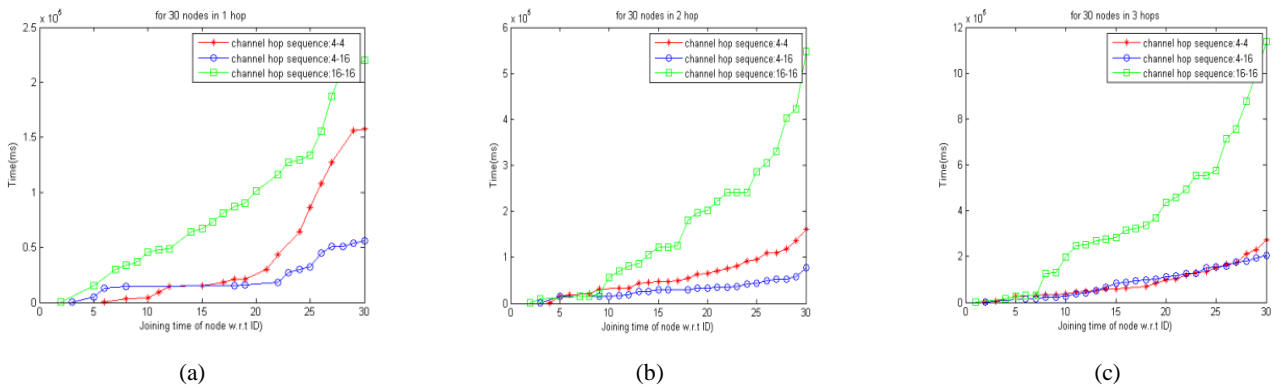 for 30 nodes in 1 hop
x 10^5
channel hop sequence:4-4
channel hop sequence:4-16
channel hop sequence:16-16
2.5
2
1.5
1
0.5
0
Time(ms)
0 5 10 15 20 25 30
Joining time of node w.r.t ID)
(a)
for 30 nodes in 2 hop
x 10^5
channel hop sequence:4-4
channel hop sequence:4-16
channel hop sequence:16-16
6
5
4
3
2
1
0
Time(ms)
0 5 10 15 20 25 30
Joining time of node w.r.t ID)
(b)
for 30 nodes in 3 hops
x 10^5
channel hop sequence:4-4
channel hop sequence:4-16
channel hop sequence:16-16
12
10
8
6
4
2
0
Time(ms)
0 5 10 15 20 25 30
Joining time of node w.r.t ID)
(c)